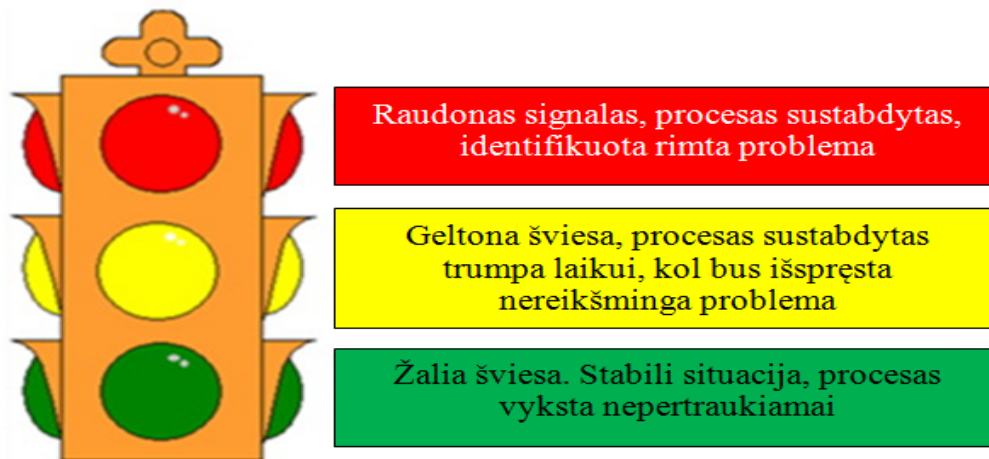 Raudonas signalas, procesas sustabdytas,
identifikuota rimta problema
Geltona šviesa, procesas sustabdytas
trumpa laikui, kol bus išspręsta
nereikšminga problema
Žalia šviesa. Stabili situacija, procesas
vyksta nepertraukiamai